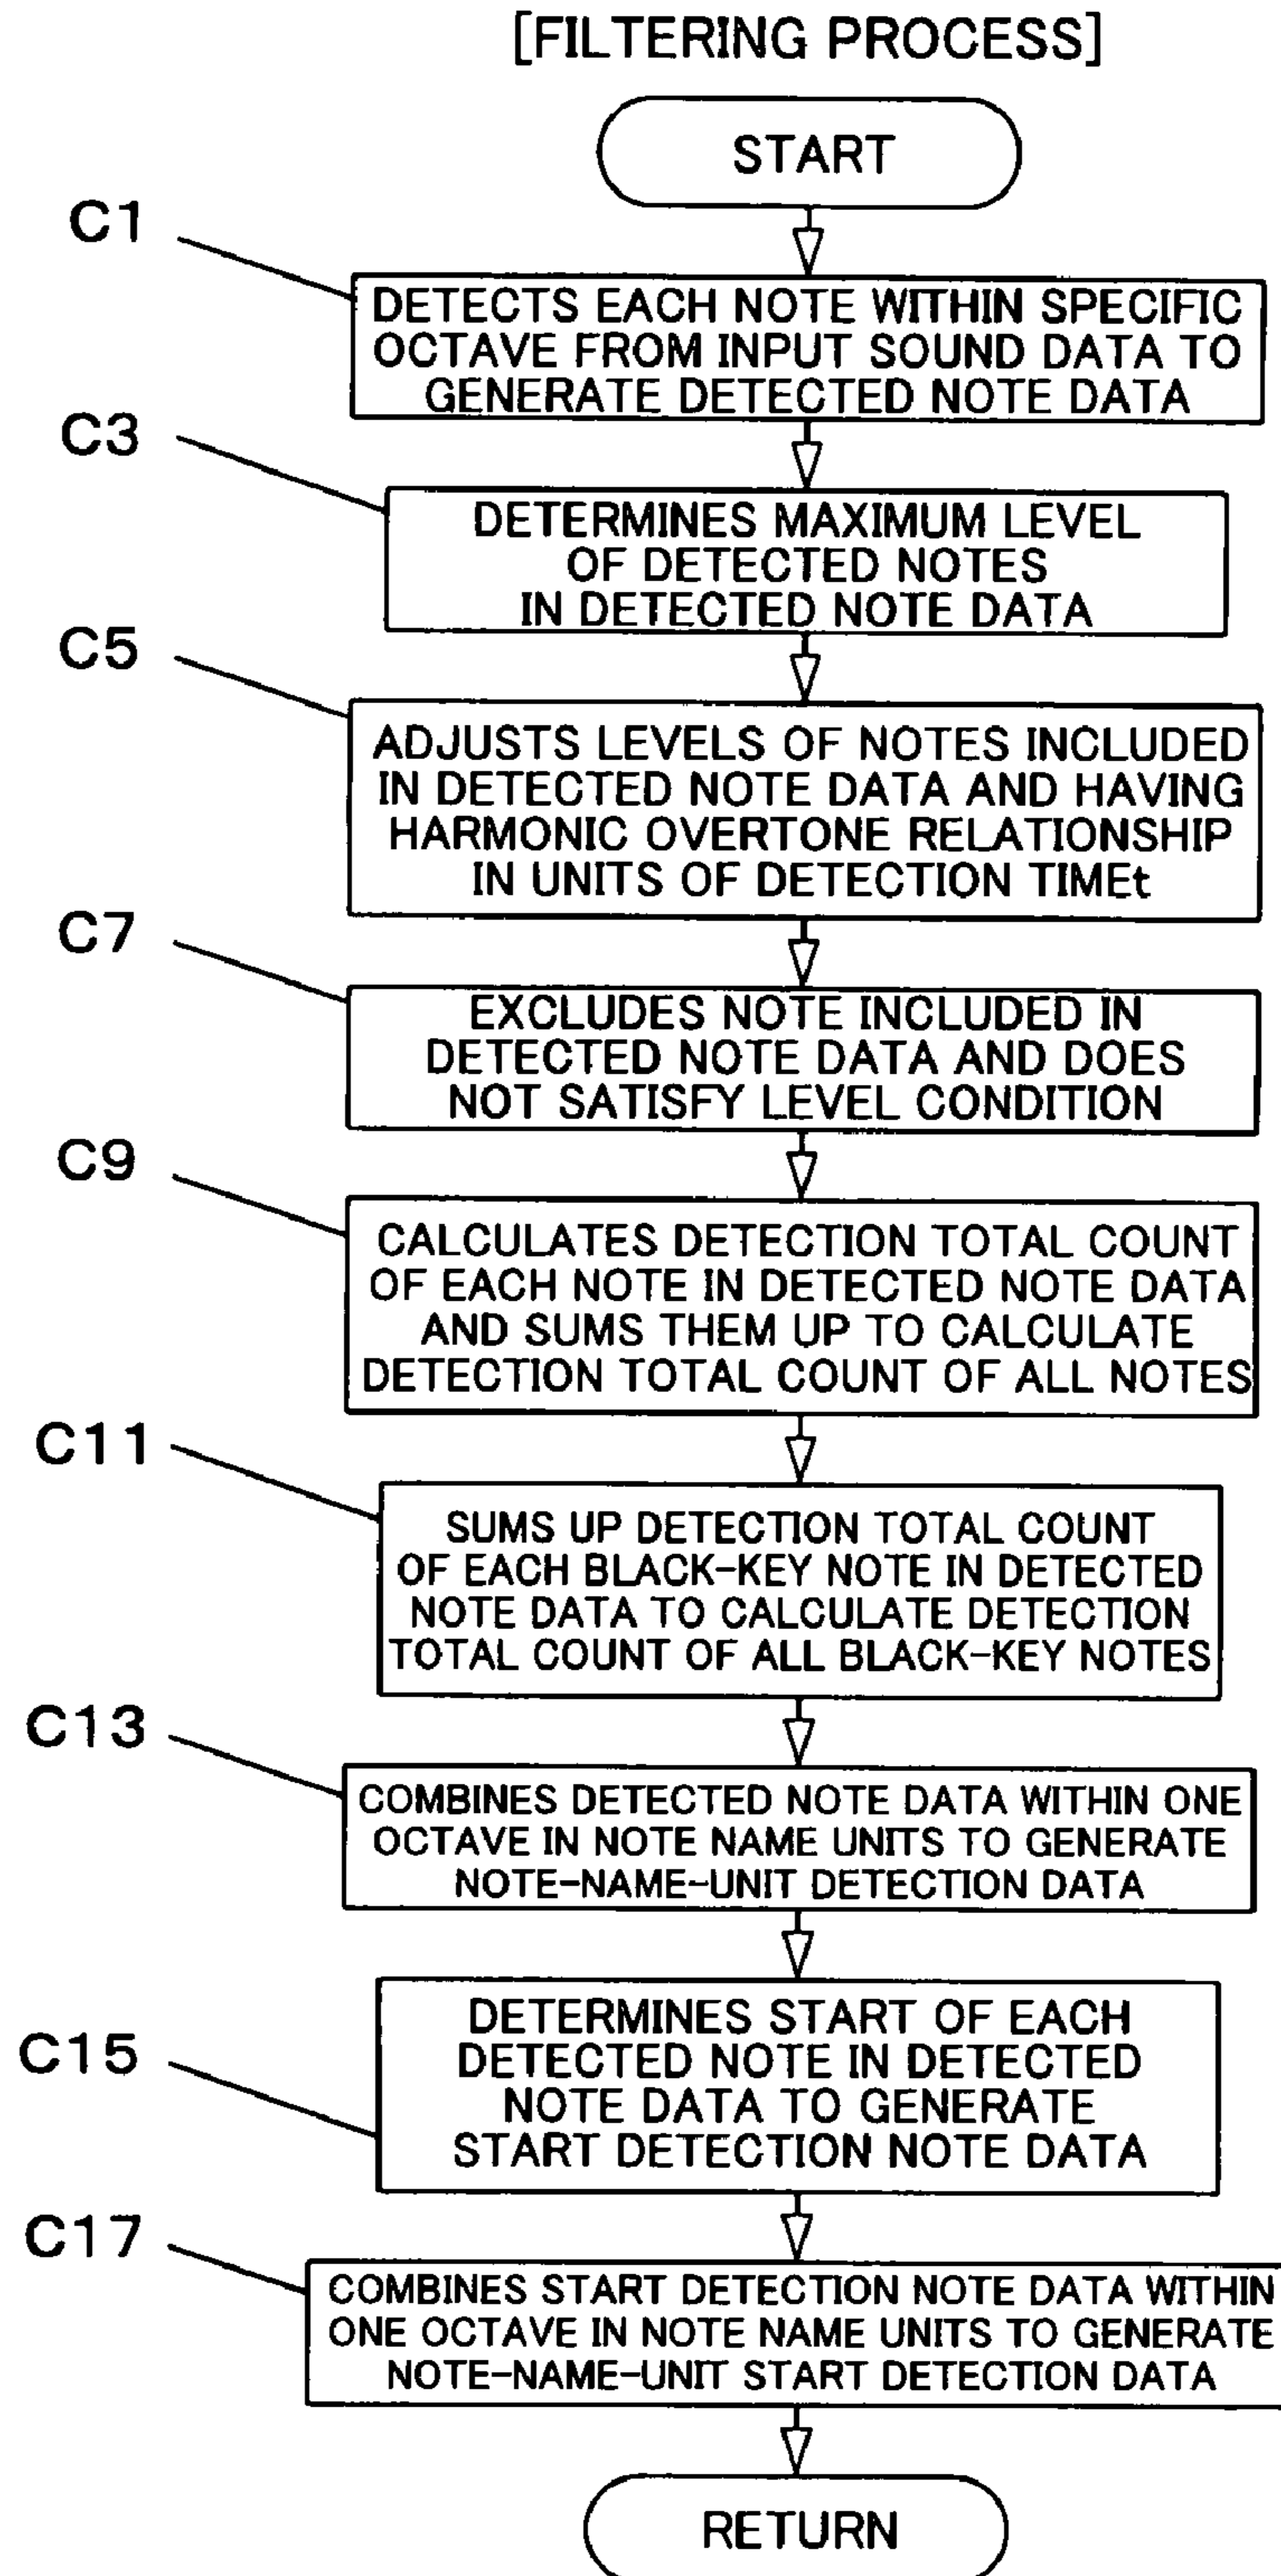 [FILTERING PROCESS]
START
C1
DETECTS EACH NOTE WITHIN SPECIFIC
OCTAVE FROM INPUT SOUND DATA TO
GENERATE DETECTED NOTE DATA
C3
DETERMINES MAXIMUM LEVEL
OF DETECTED NOTES
IN DETECTED NOTE DATA
C5
ADJUSTS LEVELS OF NOTES INCLUDED
IN DETECTED NOTE DATA AND HAVING
HARMONIC OVERTONE RELATIONSHIP
IN UNITS OF DETECTION TIMEt
C7
EXCLUDES NOTE INCLUDED IN
DETECTED NOTE DATA AND DOES
NOT SATISFY LEVEL CONDITION
C9
CALCULATES DETECTION TOTAL COUNT
OF EACH NOTE IN DETECTED NOTE DATA
AND SUMS THEM UP TO CALCULATE
DETECTION TOTAL COUNT OF ALL NOTES
C11
SUMS UP DETECTION TOTAL COUNT
OF EACH BLACK-KEY NOTE IN DETECTED
NOTE DATA TO CALCULATE DETECTION
TOTAL COUNT OF ALL BLACK-KEY NOTES
C13
COMBINES DETECTED NOTE DATA WITHIN ONE
OCTAVE IN NOTE NAME UNITS TO GENERATE
NOTE-NAME-UNIT DETECTION DATA
C15
DETERMINES START OF EACH
DETECTED NOTE IN DETECTED
NOTE DATA TO GENERATE
START DETECTION NOTE DATA
C17
COMBINES START DETECTION NOTE DATA WITHIN
ONE OCTAVE IN NOTE NAME UNITS TO GENERATE
NOTE-NAME-UNIT START DETECTION DATA
RETURN